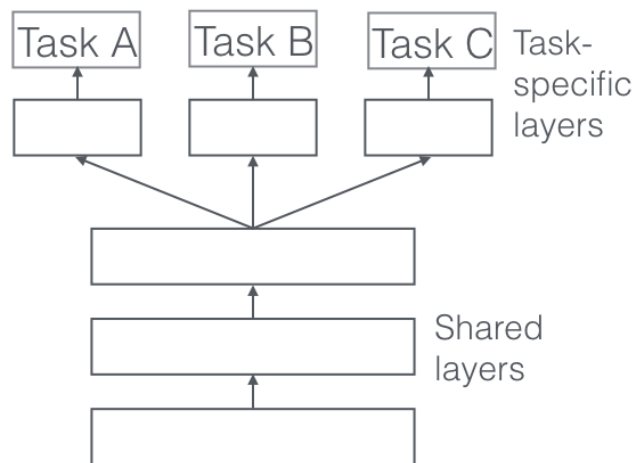 Task A Task B Task C
Task-
specific
layers
Shared
layers